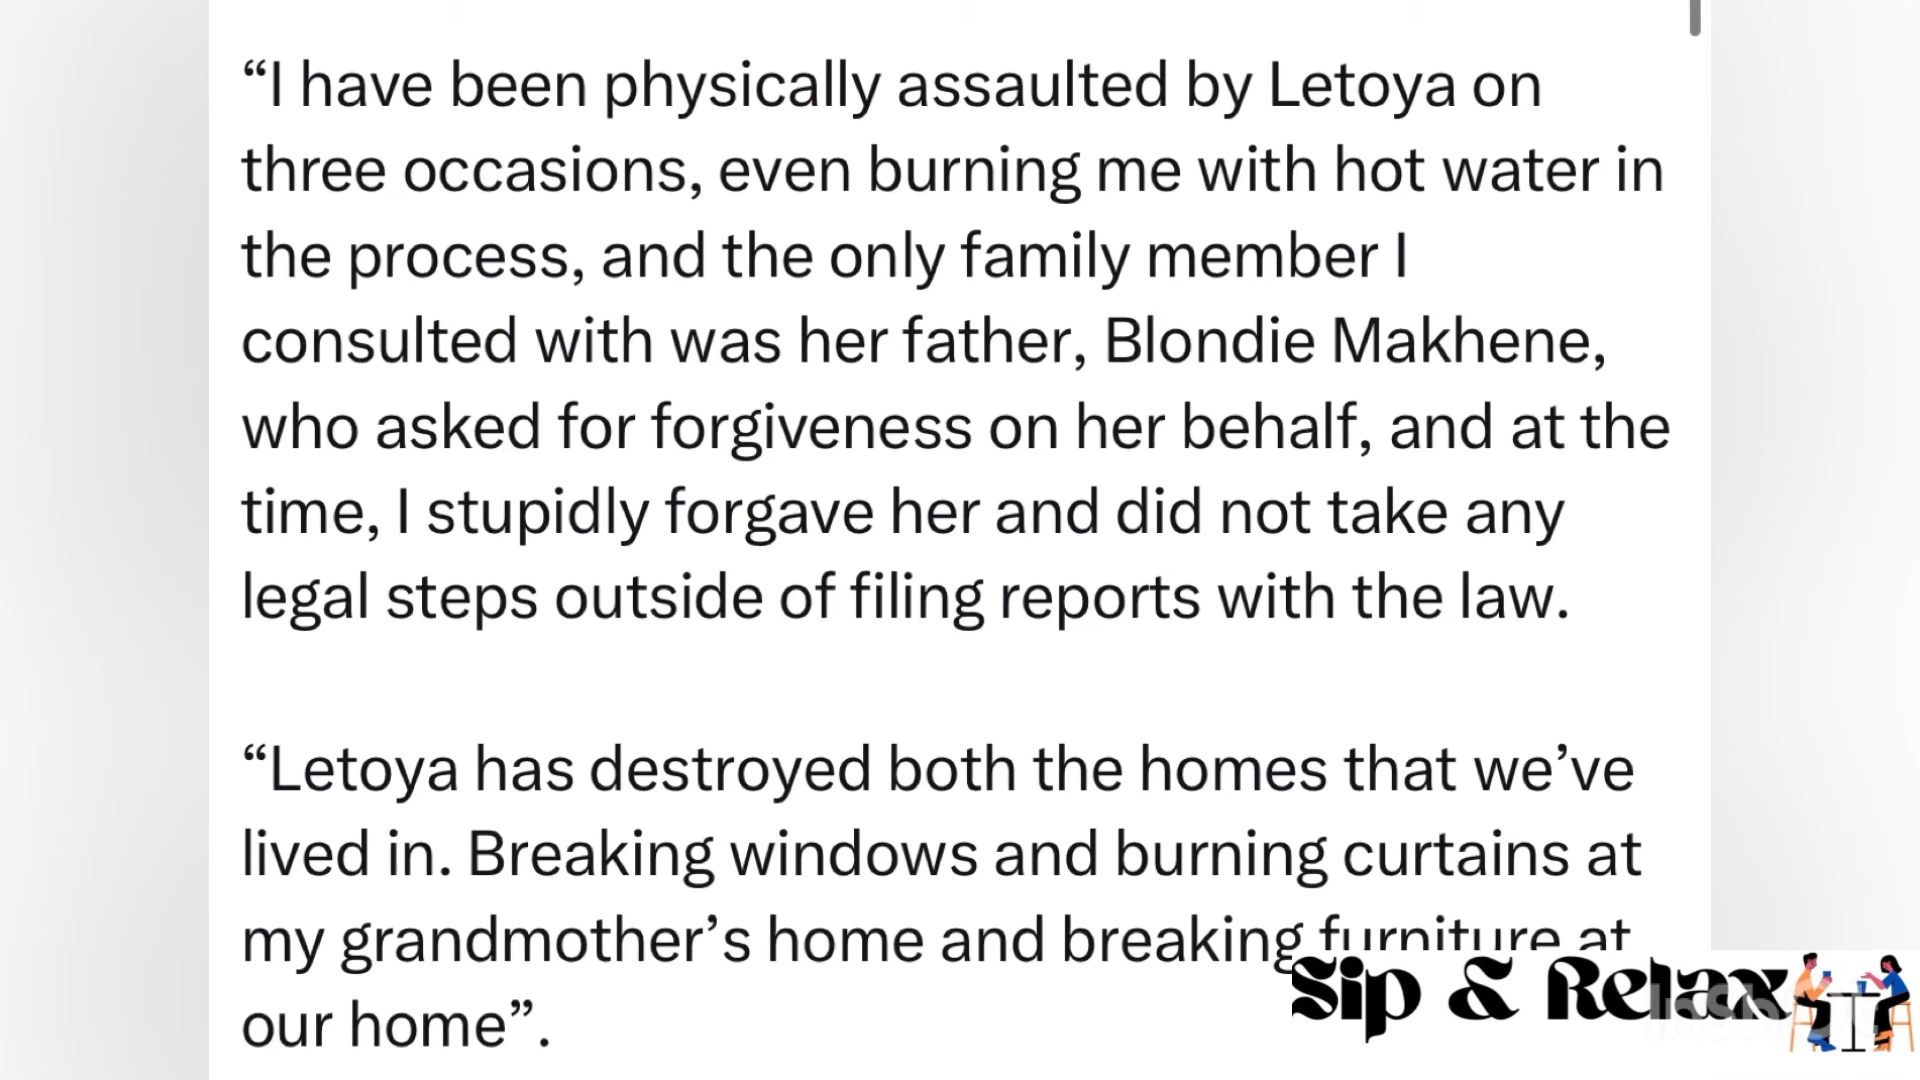 “I have been physically assaulted by Letoya on
three occasions, even burning me with hot water in
the process, and the only family member I
consulted with was her father, Blondie Makhene,
who asked for forgiveness on her behalf, and at the
time, I stupidly forgave her and did not take any
legal steps outside of filing reports with the law.
“Letoya has destroyed both the homes that we’ve
lived in. Breaking windows and burning curtains at
my grandmother’s home and breaking furniture at
our home”.
Sip & Relax